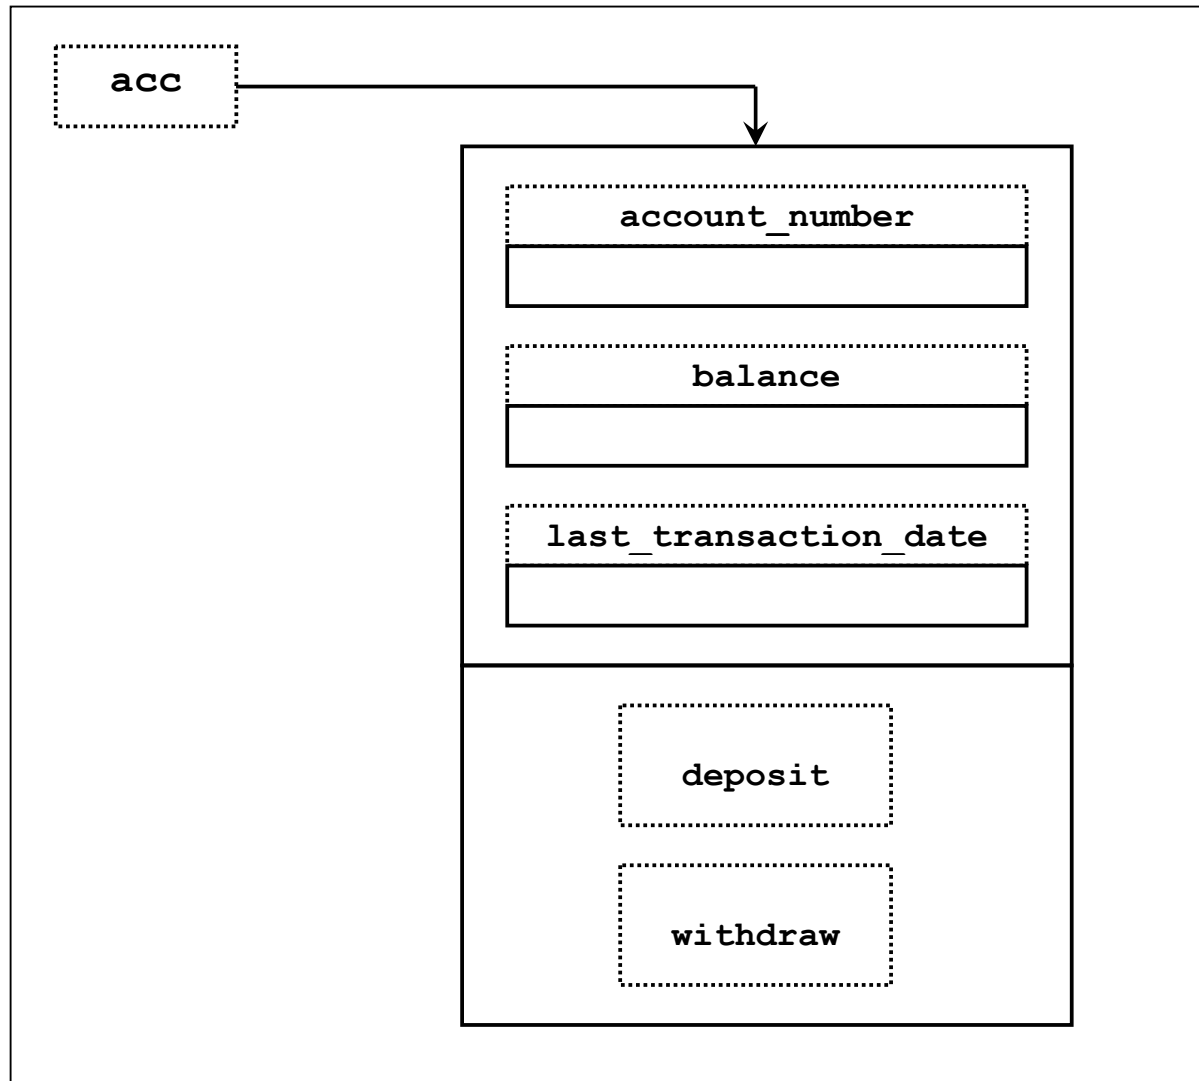 acc
account_number
balance
last_transaction_date
deposit
withdraw